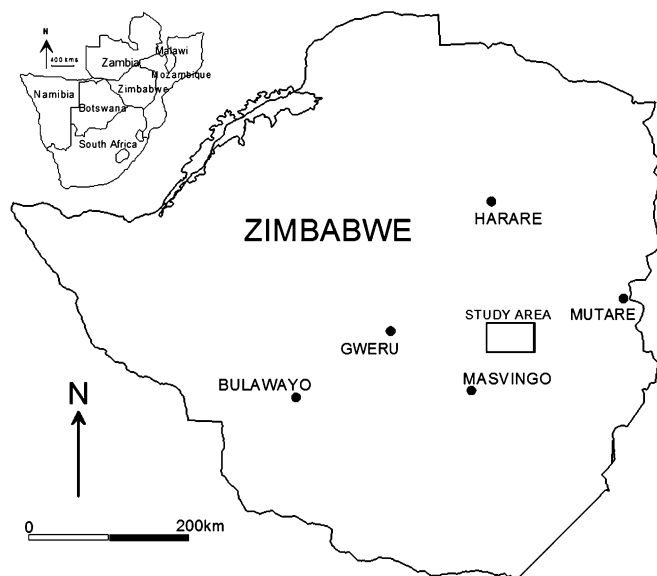 N
400 kms
Malawi
Zambia
Mozambique
Zimbabwe
Namibia
Botswana
South Africa
ZIMBABWE
HARARE
STUDY AREA
MUTARE
GWERU
BULAWAYO
MASVINGO
N
0 200km